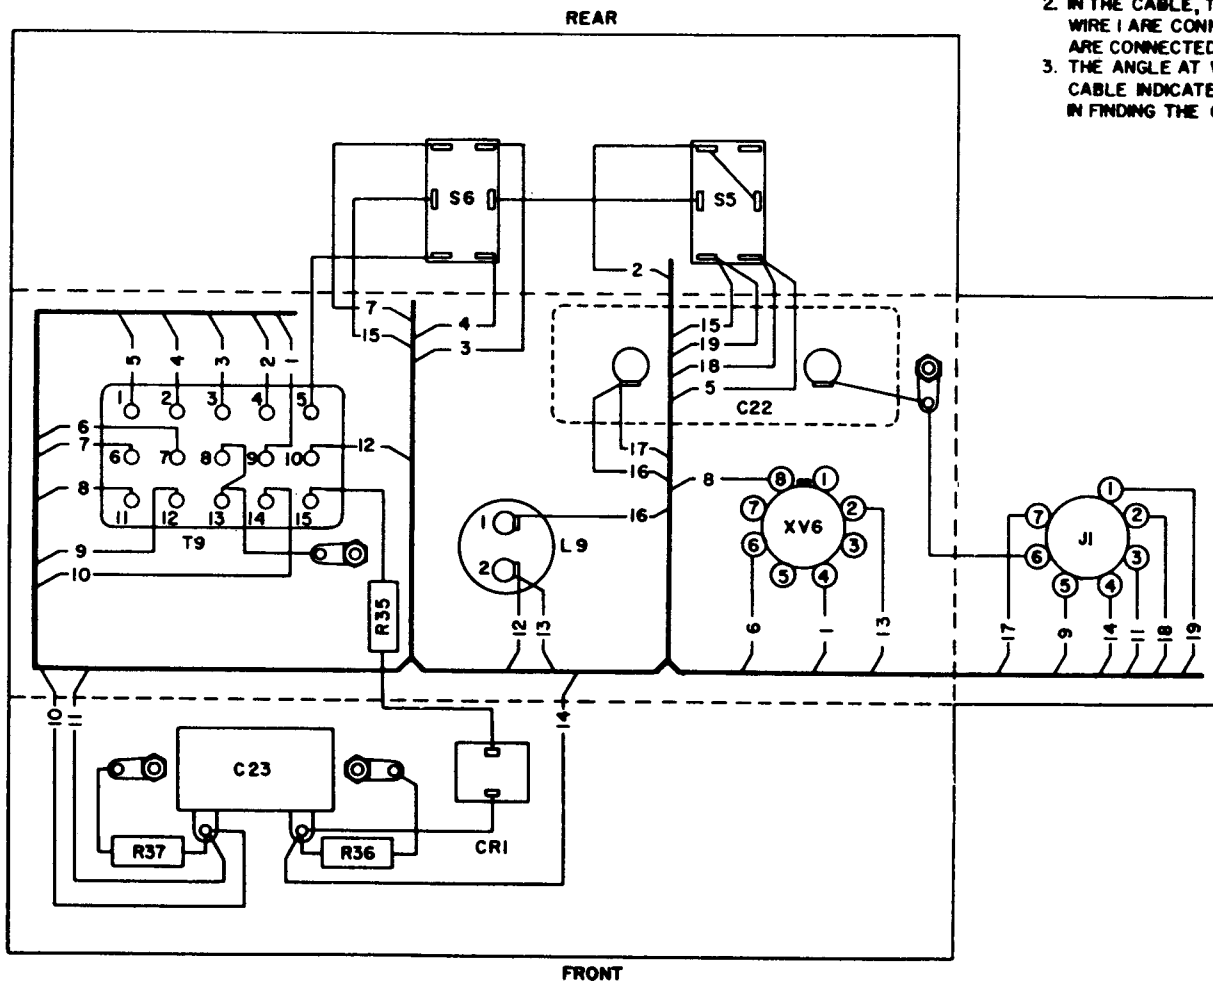 REAR
2. IN THE CABLE, T
WIRE 1 ARE CONN
ARE CONNECTED
3. THE ANGLE AT
CABLE INDICATE
IN FINDING THE
S6
S5
2
7
4
15
3
15
19
18
5
C22
5 4 3 2 1
1 2 3 4 5
6
7
6 7 8 9 10
12
8
11 12 13 14 15
T9
9
10
R35
17
16
8
16
1
2
L9
12 13
8 1
7 2
XV6
6 3
5 4
6 1 13
1
7 2
J1
6 3
5 4
17 9 14 11 18 19
10 11
14
C23
R37
R36
CR1
FRONT